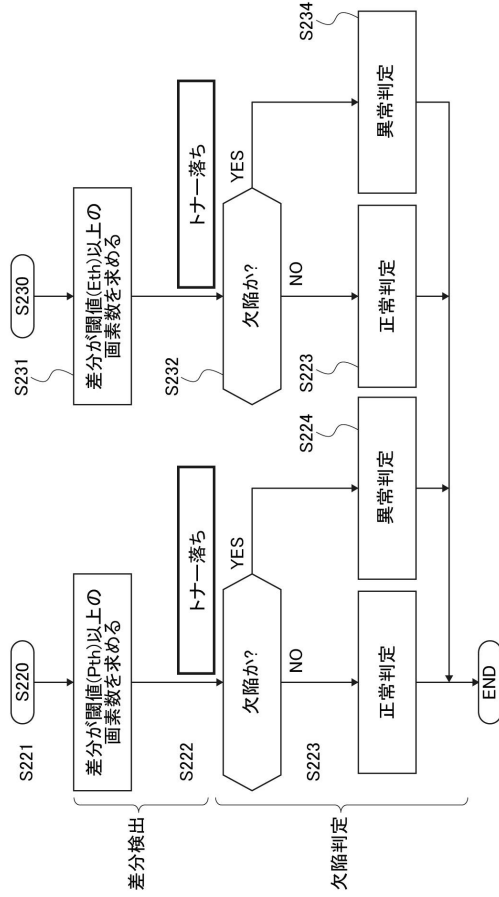 S220
S221
差分が閾値(Pth)以上の
画素数を求める
差分検出
トナー落ち
S222
欠陥か?
YES
NO
S223
正常判定
S224
異常判定
欠陥判定
END
S230
S231
差分が閾値(Eth)以上の
画素数を求める
トナー落ち
S232
欠陥か?
YES
NO
S223
正常判定
S234
異常判定